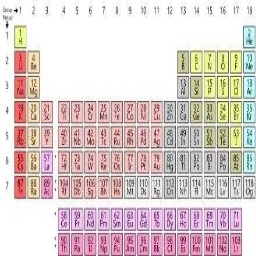 Group → 1 2 3 4 5 6 7 8 9 10 11 12 13 14 15 16 17 18
Period
1 1 H 2 He
2 3 Li 4 Be 5 B 6 C 7 N 8 O 9 F 10 Ne
3 11 Na 12 Mg 13 Al 14 Si 15 P 16 S 17 Cl 18 Ar
4 19 K 20 Ca 21 Sc 22 Ti 23 V 24 Cr 25 Mn 26 Fe 27 Co 28 Ni 29 Cu 30 Zn 31 Ga 32 Ge 33 As 34 Se 35 Br 36 Kr
5 37 Rb 38 Sr 39 Y 40 Zr 41 Nb 42 Mo 43 Tc 44 Ru 45 Rh 46 Pd 47 Ag 48 Cd 49 In 50 Sn 51 Sb 52 Te 53 I 54 Xe
6 55 Cs 56 Ba 57 La 72 Hf 73 Ta 74 W 75 Re 76 Os 77 Ir 78 Pt 79 Au 80 Hg 81 Tl 82 Pb 83 Bi 84 Po 85 At 86 Rn
7 87 Fr 88 Ra 89 Ac 104 Rf 105 Db 106 Sg 107 Bh 108 Hs 109 Mt 110 Ds 111 Rg 112 Cn 113 Nh 114 Fl 115 Mc 116 Lv 117 Ts 118 Og
58 Ce 59 Pr 60 Nd 61 Pm 62 Sm 63 Eu 64 Gd 65 Tb 66 Dy 67 Ho 68 Er 69 Tm 70 Yb 71 Lu
90 Th 91 Pa 92 U 93 Np 94 Pu 95 Am 96 Cm 97 Bk 98 Cf 99 Es 100 Fm 101 Md 102 No 103 Lr